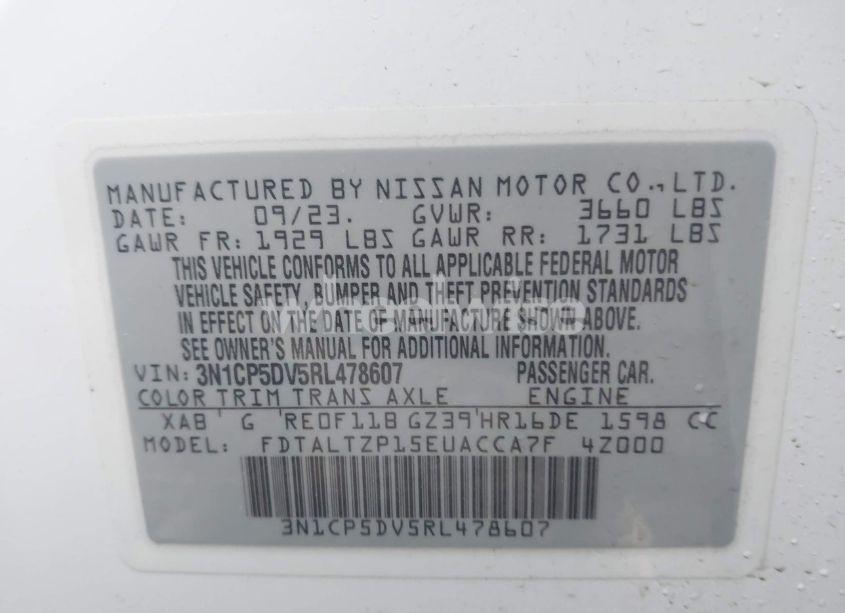 MANUFACTURED BY NISSAN MOTOR CO.,LTD.
DATE: 09/23. GVWR: 3660 LBS
GAWR FR: 1929 LBS GAWR RR: 1731 LBS
THIS VEHICLE CONFORMS TO ALL APPLICABLE FEDERAL MOTOR
VEHICLE SAFETY, BUMPER AND THEFT PREVENTION STANDARDS
IN EFFECT ON THE DATE OF MANUFACTURE SHOWN ABOVE.
SEE OWNER'S MANUAL FOR ADDITIONAL INFORMATION.
VIN: 3N1CP5DV5RL478607 PASSENGER CAR.
COLOR TRIM TRANS AXLE ENGINE
XAB G RE0F11B GZ39 HR16DE 1598 CC
MODEL: FDTALTZP15EUACCA7F 4Z000
3N1CP5DV5RL478607